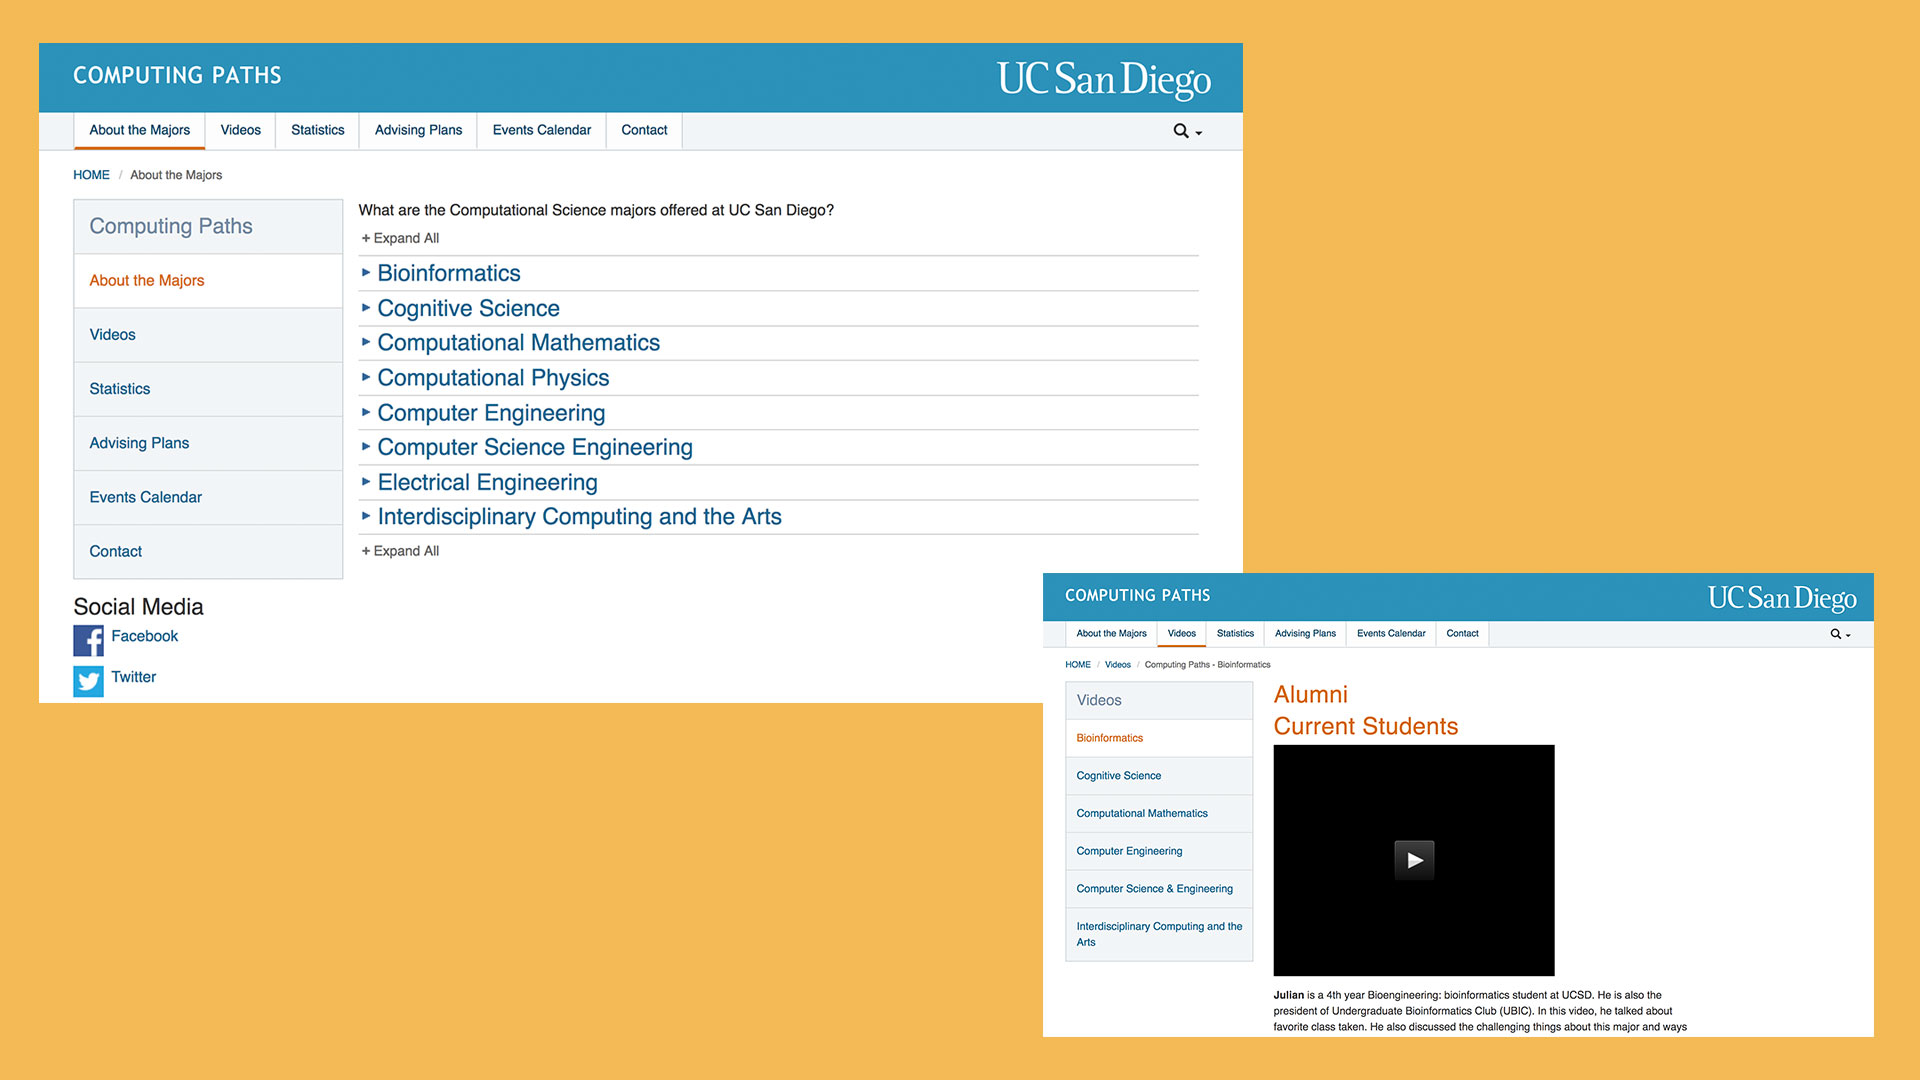 COMPUTING PATHS
UC San Diego
About the Majors Videos Statistics Advising Plans Events Calendar Contact
HOME / About the Majors
Computing Paths
About the Majors
Videos
Statistics
Advising Plans
Events Calendar
Contact
Social Media
Facebook
Twitter
What are the Computational Science majors offered at UC San Diego?
+ Expand All
Bioinformatics
Cognitive Science
Computational Mathematics
Computational Physics
Computer Engineering
Computer Science Engineering
Electrical Engineering
Interdisciplinary Computing and the Arts
+ Expand All
COMPUTING PATHS
UC San Diego
About the Majors Videos Statistics Advising Plans Events Calendar Contact
HOME / Videos / Computing Paths - Bioinformatics
Videos
Bioinformatics
Cognitive Science
Computational Mathematics
Computer Engineering
Computer Science & Engineering
Interdisciplinary Computing and the
Arts
Alumni
Current Students
Julian is a 4th year Bioengineering: bioinformatics student at UCSD. He is also the
president of Undergraduate Bioinformatics Club (UBIC). In this video, he talked about
favorite class taken. He also discussed the challenging things about this major and ways